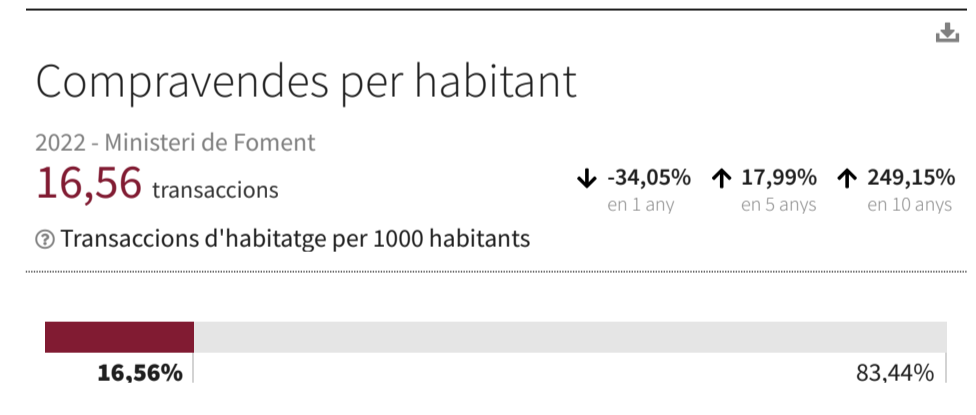 Compravendes per habitant
2022 - Ministeri de Foment
16,56 transaccions
-34,05% 17,99% 249,15%
en 1 any en 5 anys en 10 anys
Transaccions d'habitatge per 1000 habitants
16,56% 83,44%